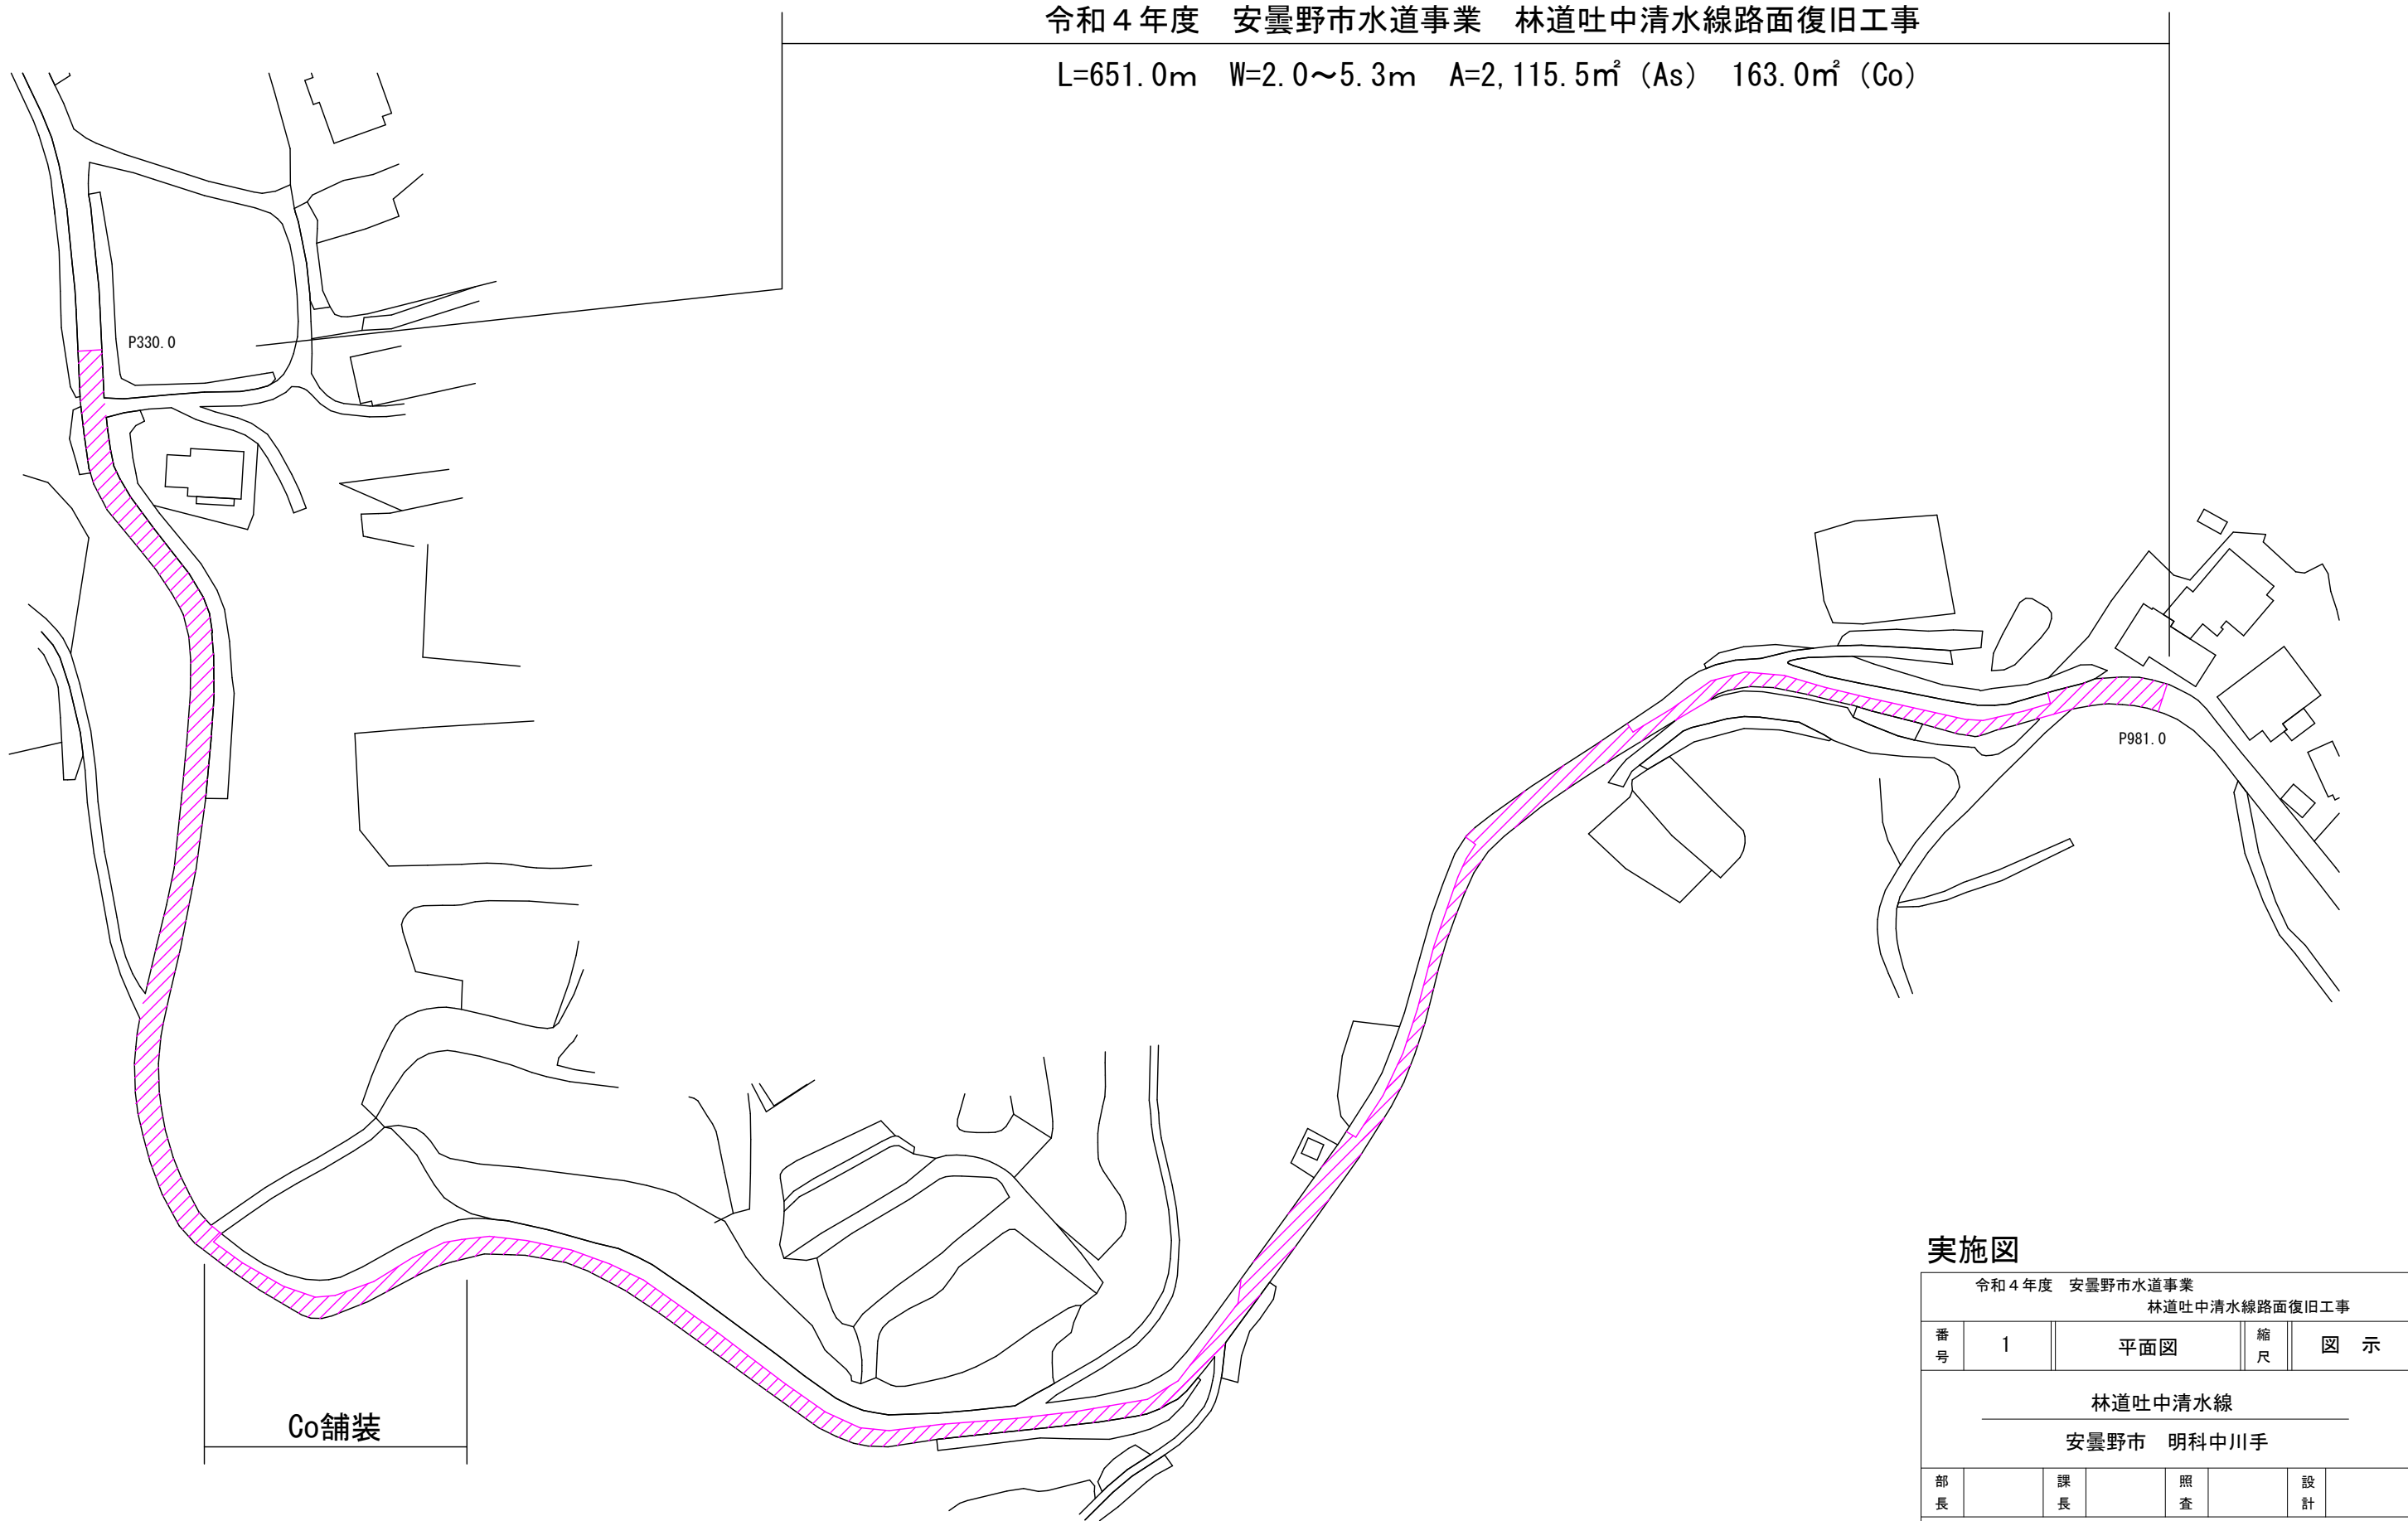 令和４年度　安曇野市水道事業　林道吐中清水線路面復旧工事
L=651.0m　W=2.0～5.3m　A=2,115.5㎡（As）　163.0㎡（Co）
P330.0
P981.0
Co舗装
実施図
令和４年度　安曇野市水道事業
林道吐中清水線路面復旧工事
番号　1　平面図　縮尺　図　示
林道吐中清水線
安曇野市　明科中川手
部長　課長　照査　設計